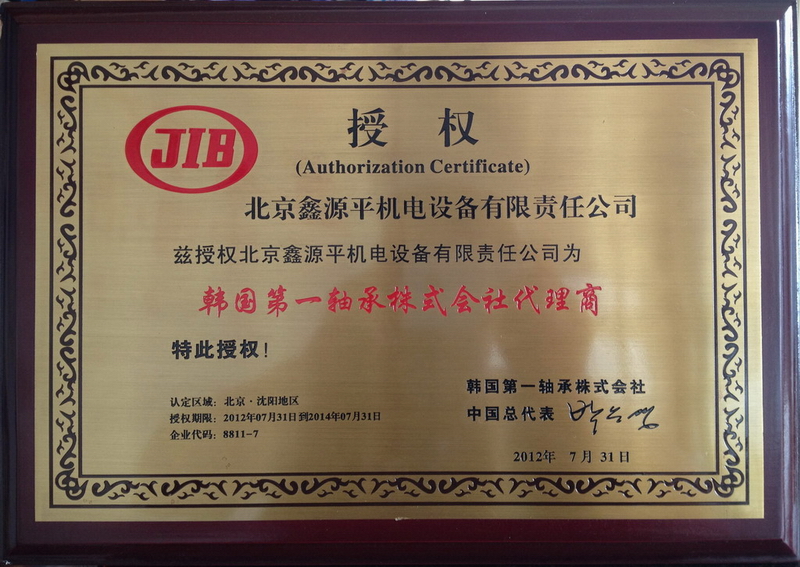 JIB
授 权
(Authorization Certificate)
北京鑫源平机电设备有限责任公司
兹授权北京鑫源平机电设备有限责任公司为
韩国第一轴承株式会社代理商
特此授权！
认定区域：北京·沈阳地区
授权期限：2012年07月31日到2014年07月31日
企业代码：8811-7
韩国第一轴承株式会社
中国总代表
2012年 7月 31日